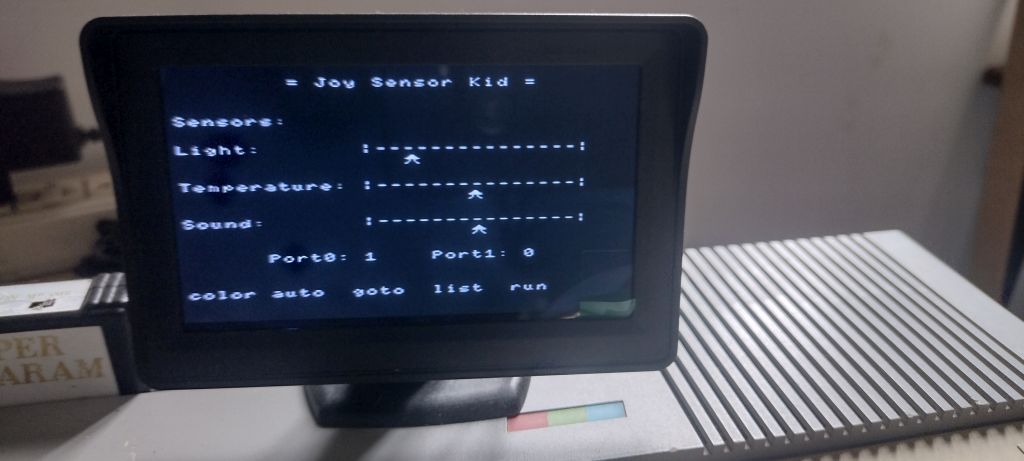 = Joy Sensor Kid =
Sensors:
Light: :---------------:
Temperature: :---------------:
Sound: :---------------:
Port0: 1 Port1: 0
color auto goto list run
PER
ARAM